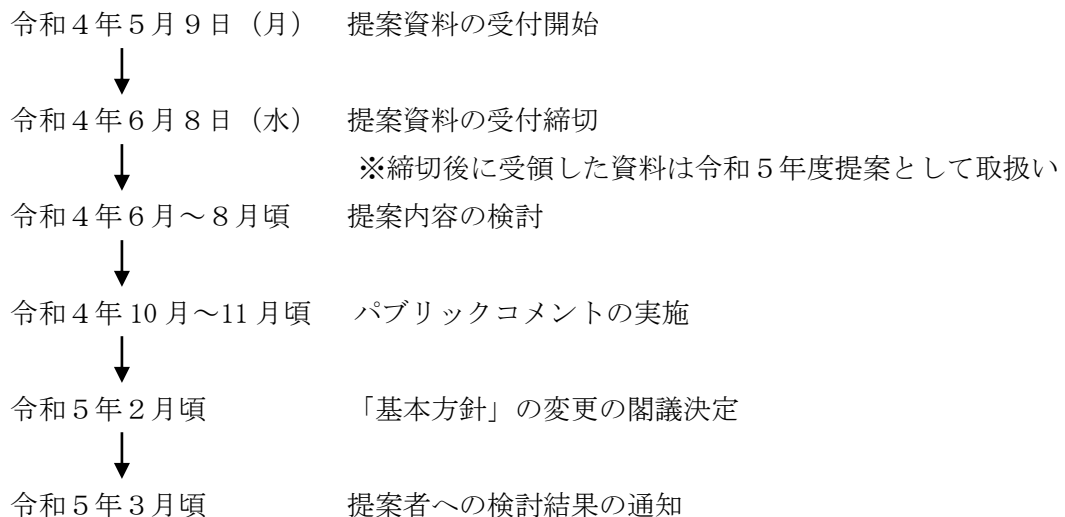 令和４年５月９日（月）　提案資料の受付開始
令和４年６月８日（水）　提案資料の受付締切
※締切後に受領した資料は令和５年度提案として取扱い
令和４年６月～８月頃　提案内容の検討
令和４年 10 月～11 月頃　パブリックコメントの実施
令和５年２月頃　「基本方針」の変更の閣議決定
令和５年３月頃　提案者への検討結果の通知